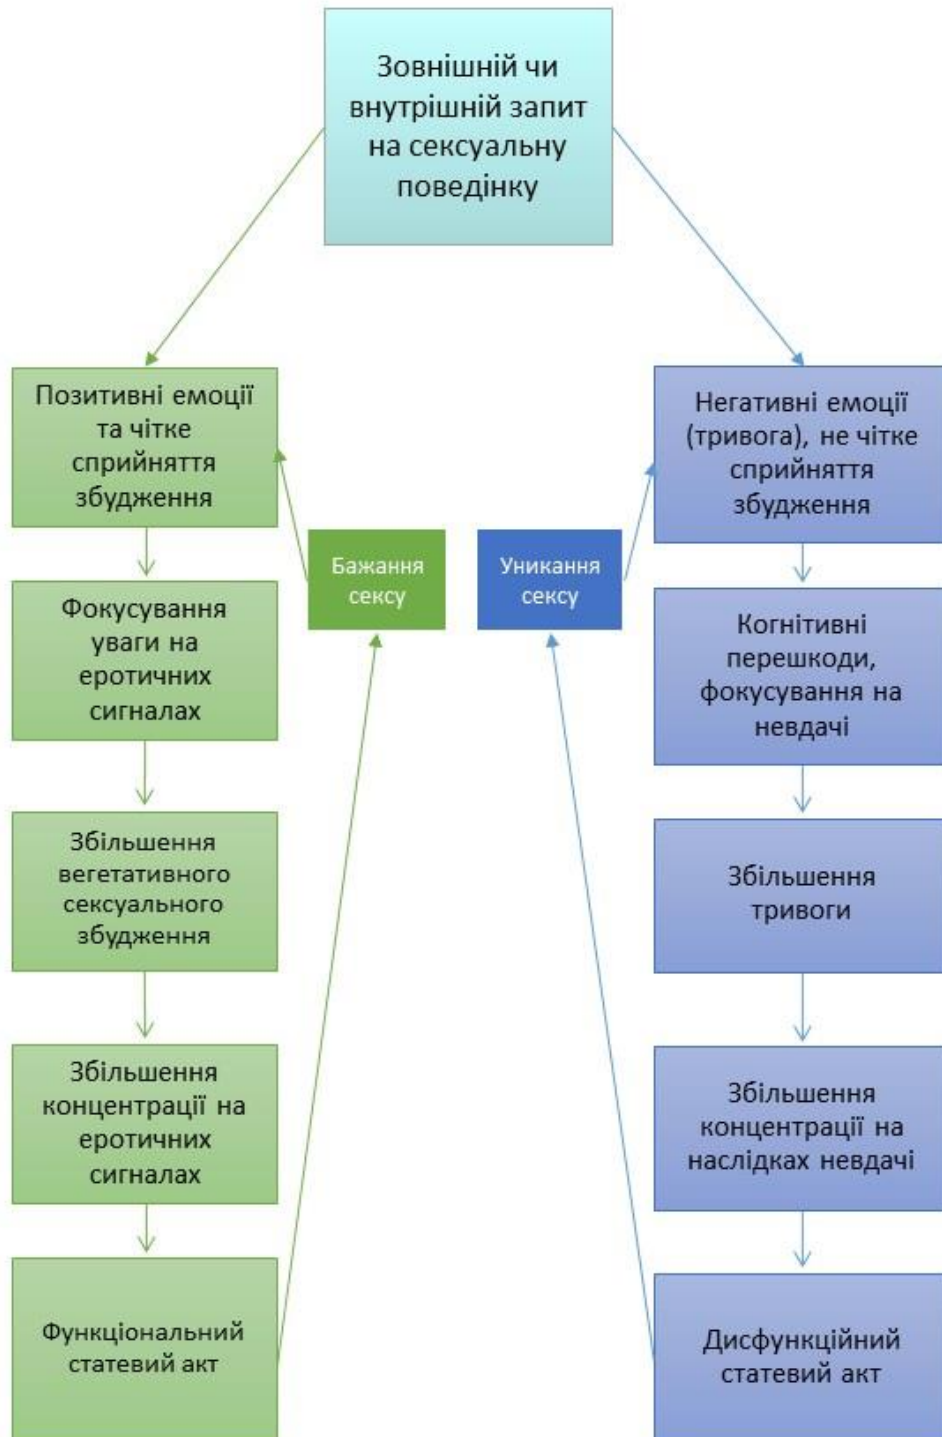 Зовнішній чи
внутрішній запит
на сексуальну
поведінку
Позитивні емоції
та чітке
сприйняття
збудження
Фокусування
уваги на
еротичних
сигналах
Збільшення
вегетативного
сексуального
збудження
Збільшення
концентрації на
еротичних
сигналах
Функціональний
статевий акт
Бажання
сексу
Уникання
сексу
Негативні емоції
(тривога), не чітке
сприйняття
збудження
Когнітивні
перешкоди,
фокусування на
невдачі
Збільшення
тривоги
Збільшення
концентрації на
наслідках невдачі
Дисфункційний
статевий акт